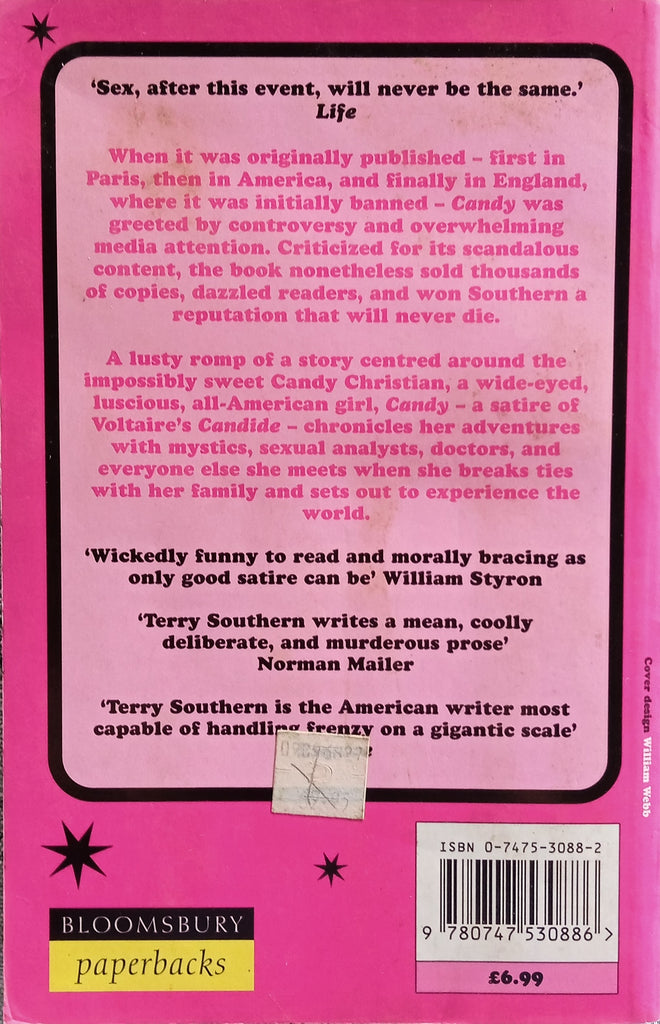 ‘Sex, after this event, will never be the same.’
Life
When it was originally published – first in
Paris, then in America, and finally in England,
where it was initially banned – Candy was
greeted by controversy and overwhelming
media attention. Criticized for its scandalous
content, the book nonetheless sold thousands
of copies, dazzled readers, and won Southern a
reputation that will never die.
A lusty romp of a story centred around the
impossibly sweet Candy Christian, a wide-eyed,
luscious, all-American girl, Candy – a satire of
Voltaire’s Candide – chronicles her adventures
with mystics, sexual analysts, doctors, and
everyone else she meets when she breaks ties
with her family and sets out to experience the
world.
‘Wickedly funny to read and morally bracing as
only good satire can be’ William Styron
‘Terry Southern writes a mean, coolly
deliberate, and murderous prose’
Norman Mailer
‘Terry Southern is the American writer most
capable of handling frenzy on a gigantic scale’
Cover design William Webb
ISBN 0-7475-3088-2
9 780747 530886 >
£6.99
BLOOMSBURY
paperbacks